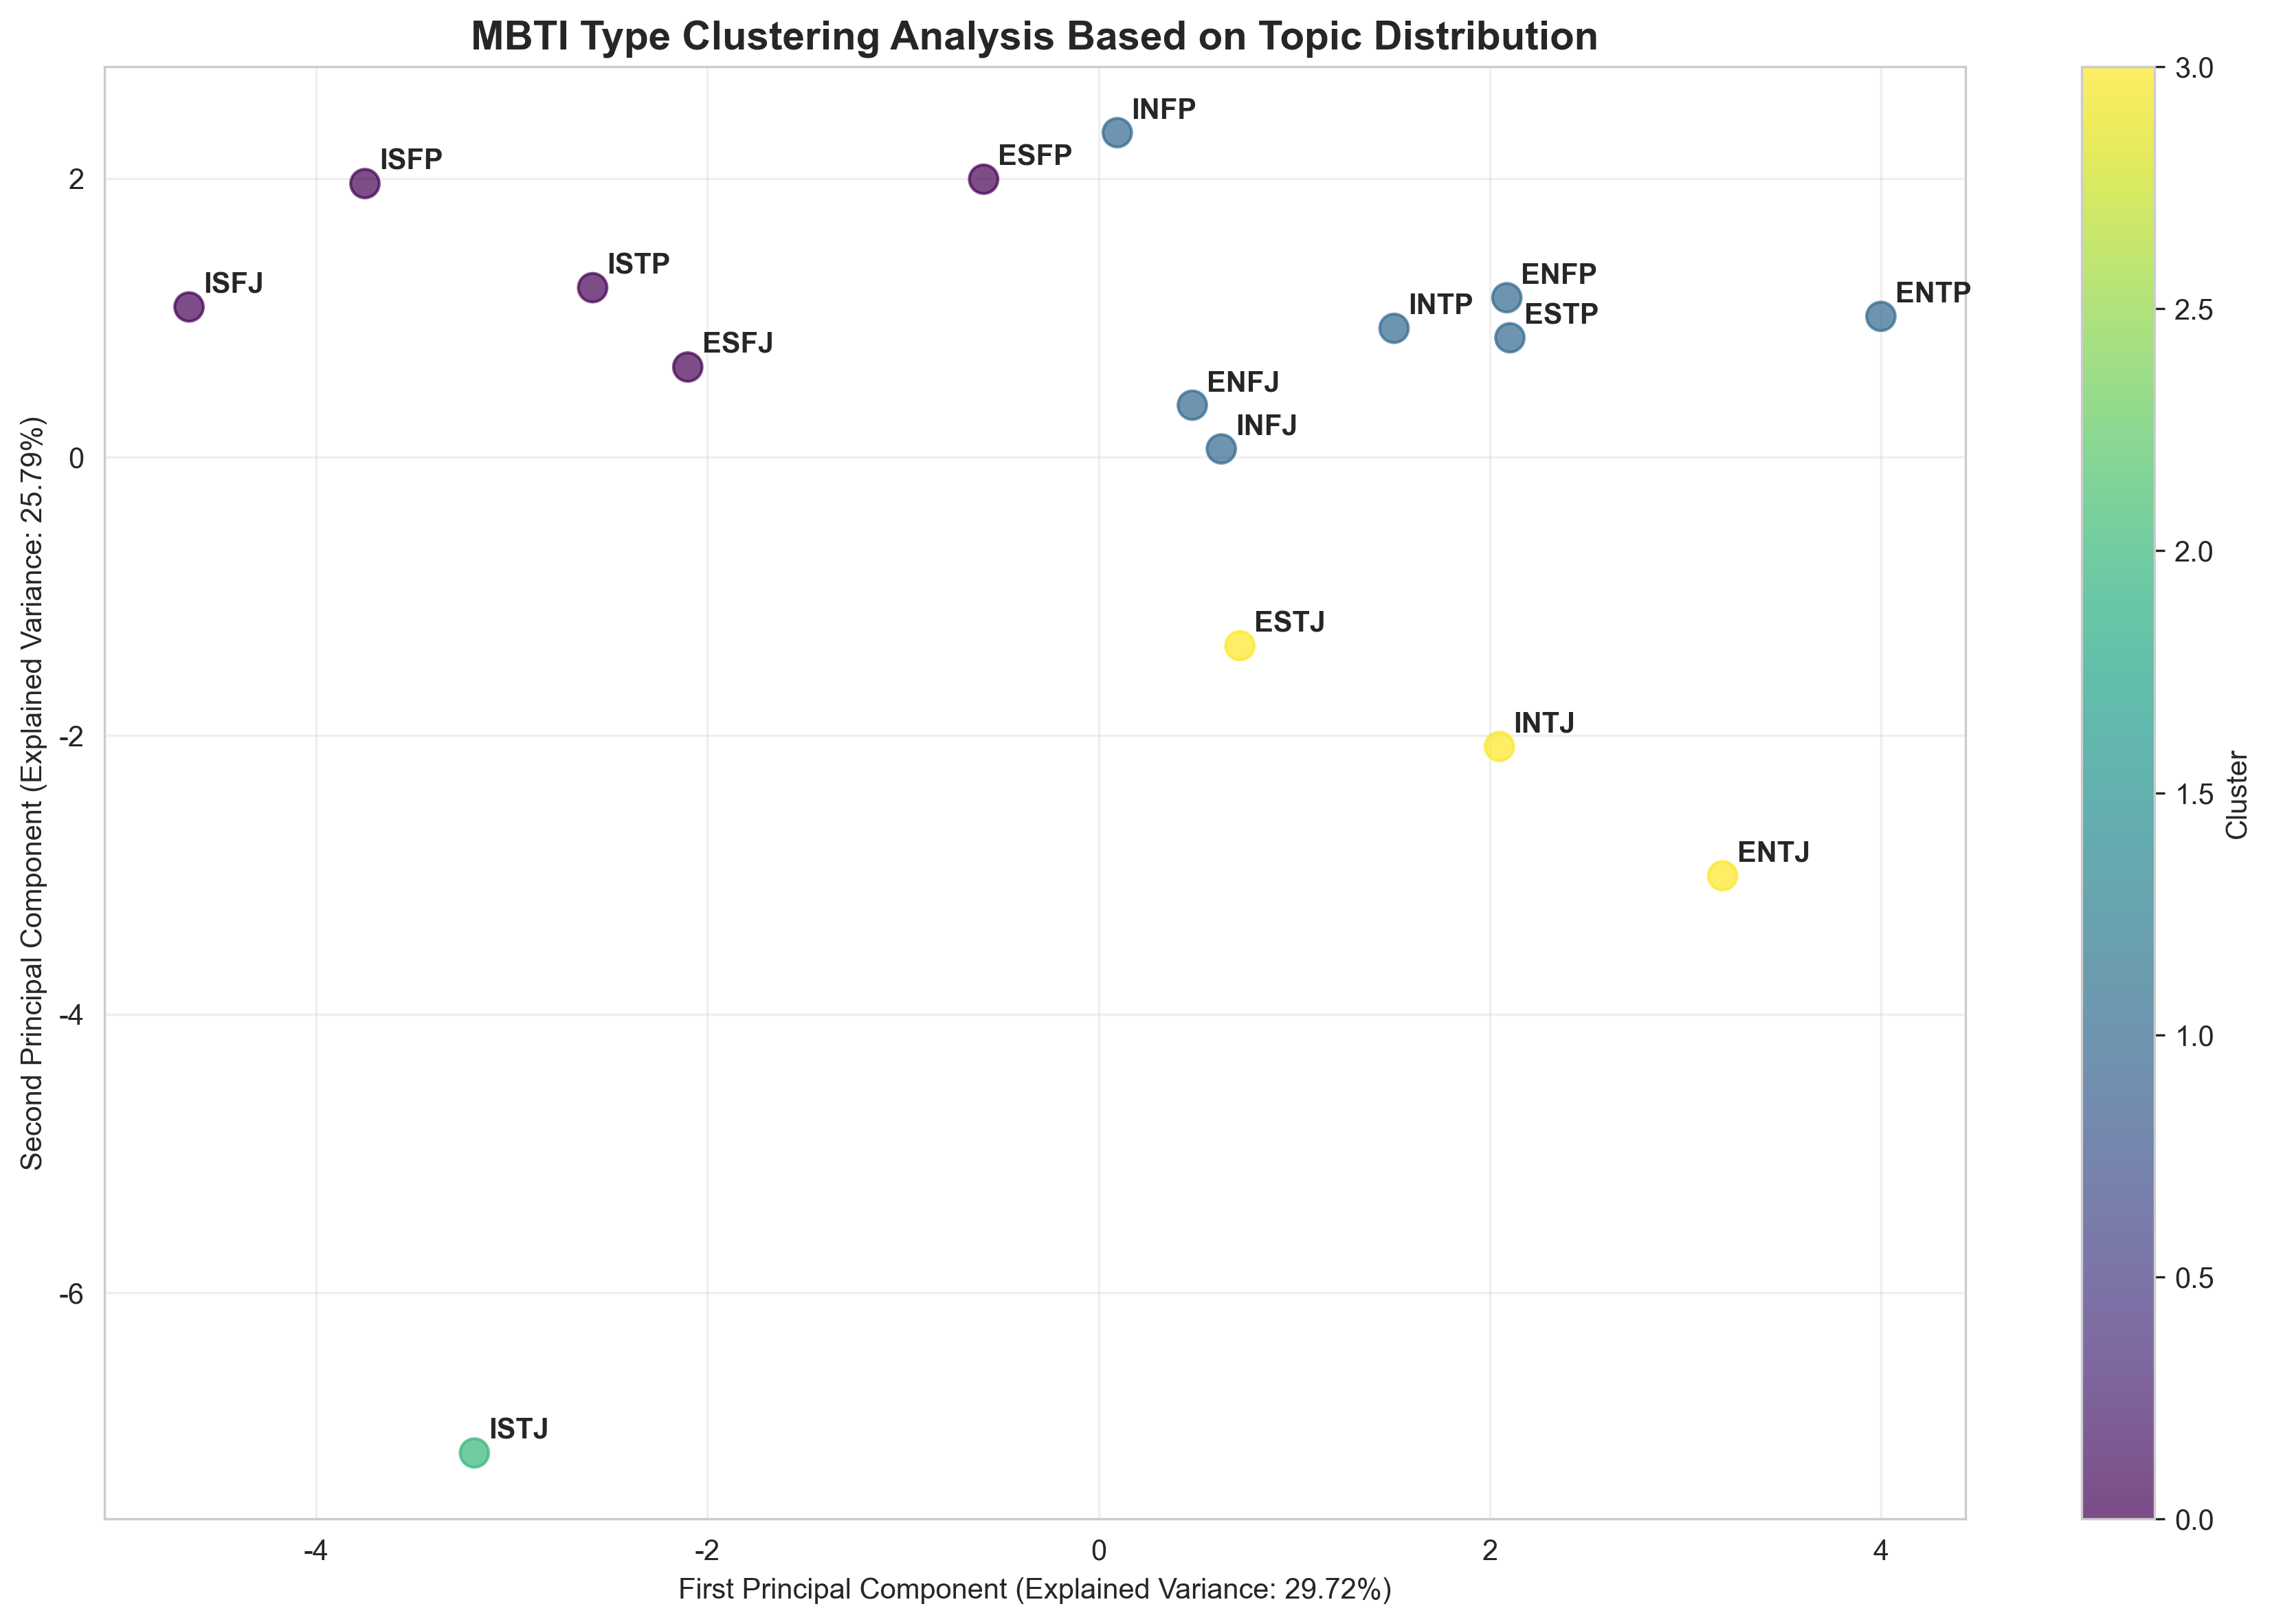 MBTI Type Clustering Analysis Based on Topic Distribution
INFP
ISFP
ESFP
ISTP
ISFJ
ENFP
ENTP
INTP
ESTP
ESFJ
ENFJ
INFJ
ESTJ
INTJ
ENTJ
ISTJ
2
0
-2
-4
-6
Second Principal Component (Explained Variance: 25.79%)
-4
-2
0
2
4
First Principal Component (Explained Variance: 29.72%)
3.0
2.5
2.0
1.5
1.0
0.5
0.0
Cluster